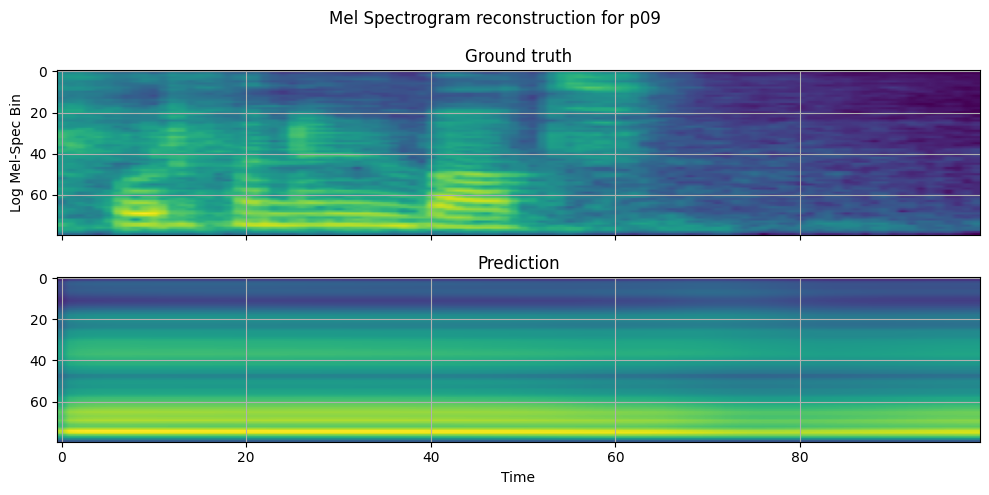 Mel Spectrogram reconstruction for p09
Ground truth
0
20
40
60
Log Mel-Spec Bin
Prediction
0
20
40
60
0 20 40 60 80
Time